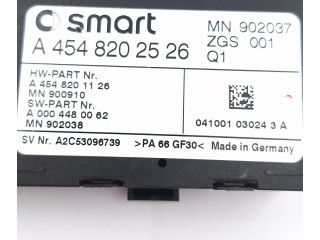 smart MN 902037
A 454 820 25 26 ZGS 001
Q1
HW-PART Nr.
A 454 820 11 26
MN 900910
SW-PART Nr.
A 000 448 00 62
MN 902038
041001 03024 3 A
SV Nr. A2C53096739 >PA 66 GF30< Made in Germany